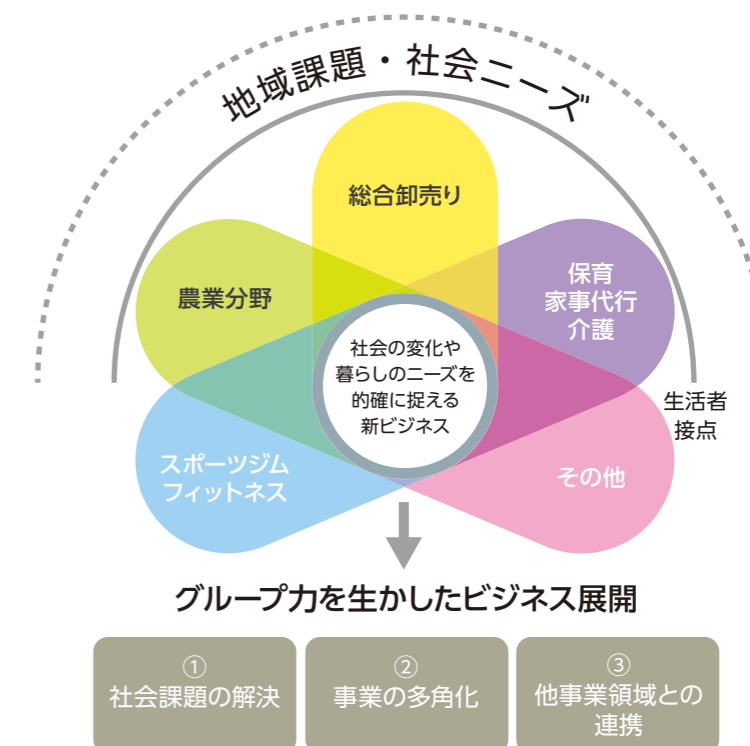 地域課題・社会ニーズ
総合卸売り
農業分野
保育
家事代行
介護
社会の変化や
暮らしのニーズを
的確に捉える
新ビジネス
生活者
接点
スポーツジム
フィットネス
その他
グループ力を生かしたビジネス展開
①
社会課題の解決
②
事業の多角化
③
他事業領域との
連携